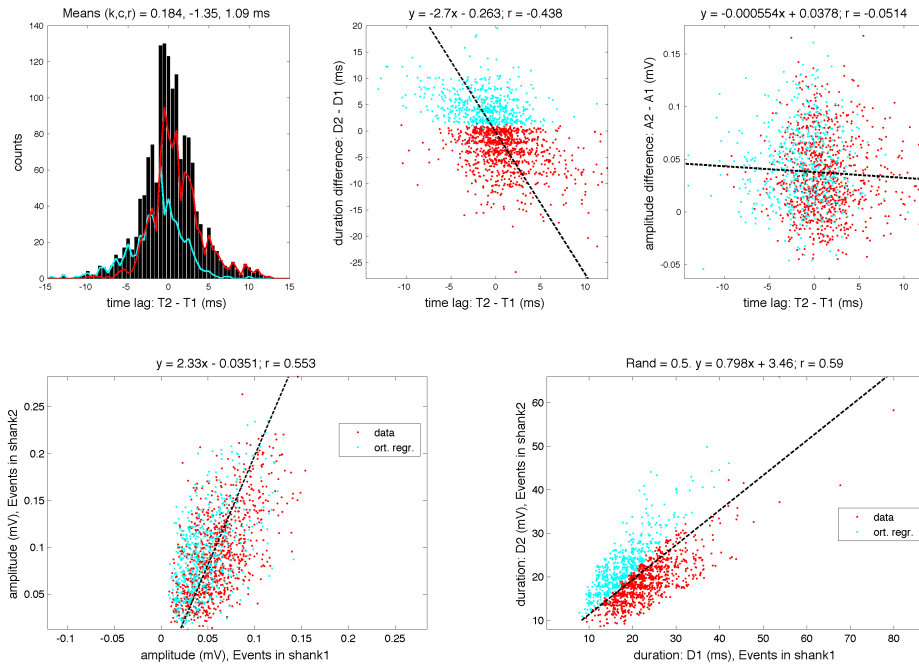 Means (k,c,r) = 0.184, -1.35, 1.09 ms
y = -2.7x - 0.263; r = -0.438
y = -0.000554x + 0.0378; r = -0.0514
counts
140
120
100
80
60
40
20
0
-15 -10 -5 0 5 10 15
time lag: T2 - T1 (ms)
duration difference: D2 - D1 (ms)
20
15
10
5
0
-5
-10
-15
-20
-25
-10 -5 0 5 10
time lag: T2 - T1 (ms)
amplitude difference: A2 - A1 (mV)
0.15
0.1
0.05
0
-0.05
-10 -5 0 5 10
time lag: T2 - T1 (ms)
y = 2.33x - 0.0351; r = 0.553
Rand = 0.5. y = 0.798x + 3.46; r = 0.59
amplitude (mV), Events in shank2
0.25
0.2
0.15
0.1
0.05
data
ort. regr.
-0.1 -0.05 0 0.05 0.1 0.15 0.2 0.25
amplitude (mV), Events in shank1
duration: D2 (mV), Events in shank2
60
50
40
30
20
10
data
ort. regr.
10 20 30 40 50 60 70 80
duration: D1 (ms), Events in shank1